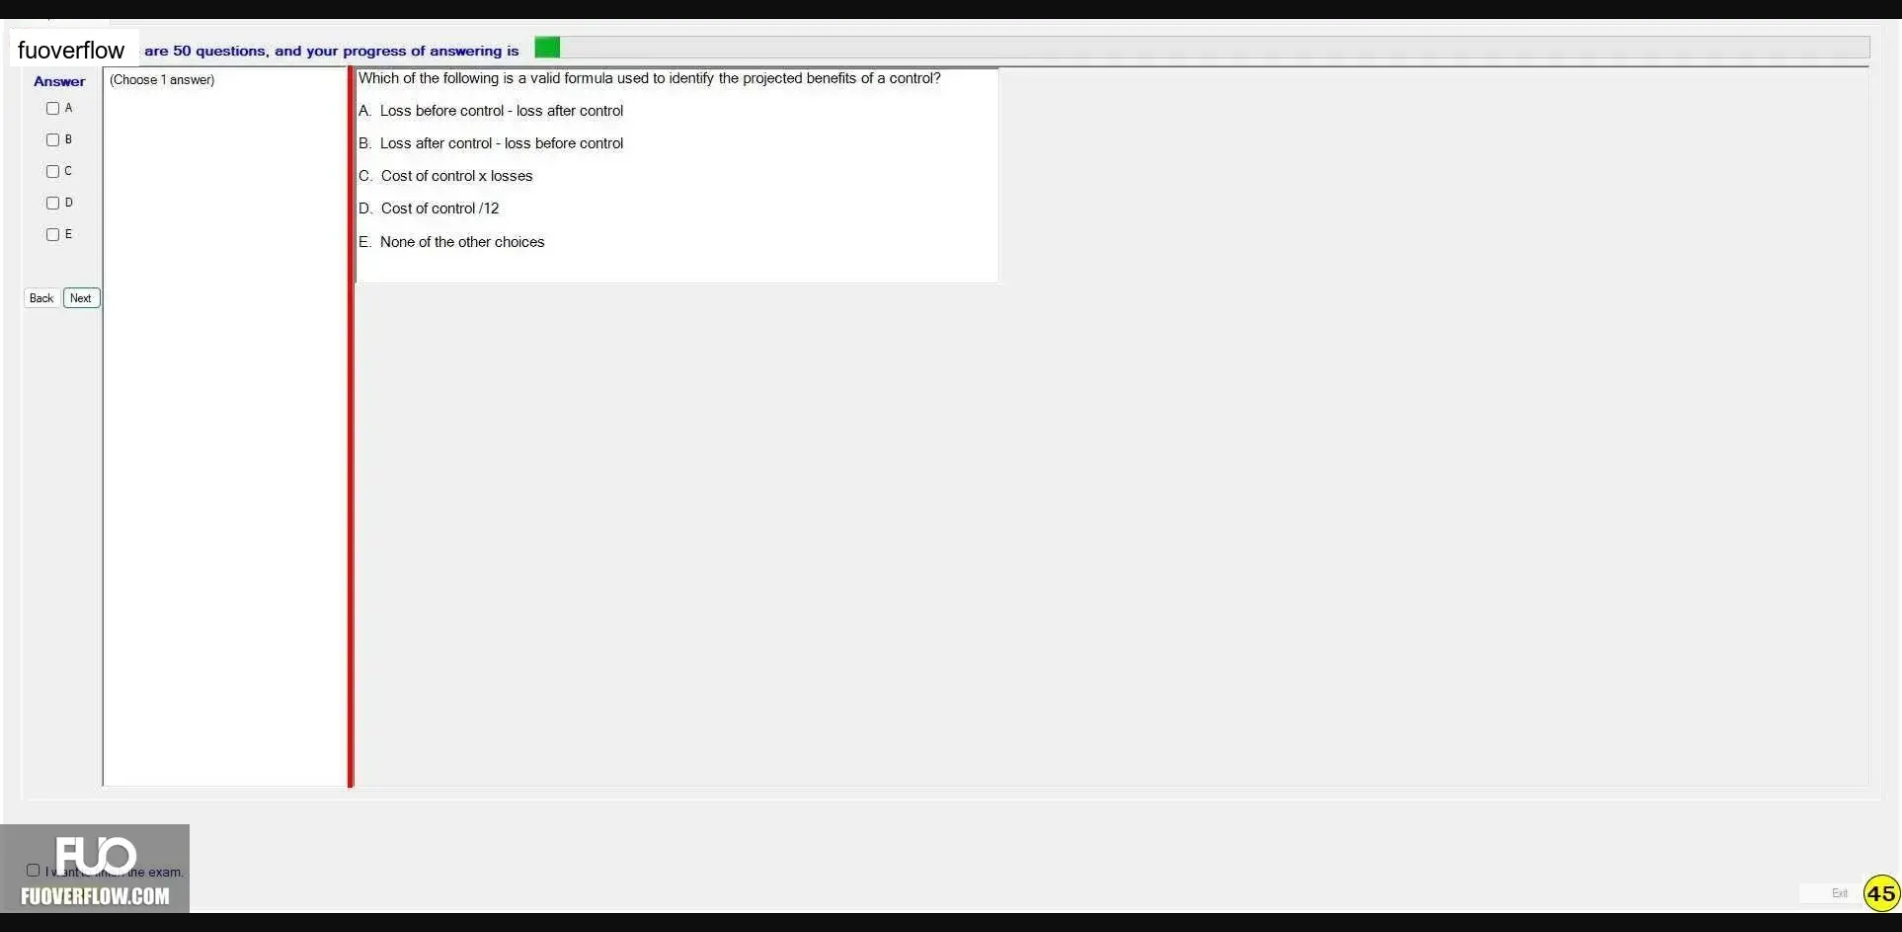 fuoverflow are 50 questions, and your progress of answering is
Answer
(Choose 1 answer)
A
B
C
D
E
Back Next
Which of the following is a valid formula used to identify the projected benefits of a control?
A. Loss before control - loss after control
B. Loss after control - loss before control
C. Cost of control x losses
D. Cost of control /12
E. None of the other choices
FUO
I want the exam.
FUOVERFLOW.COM
Exit
45